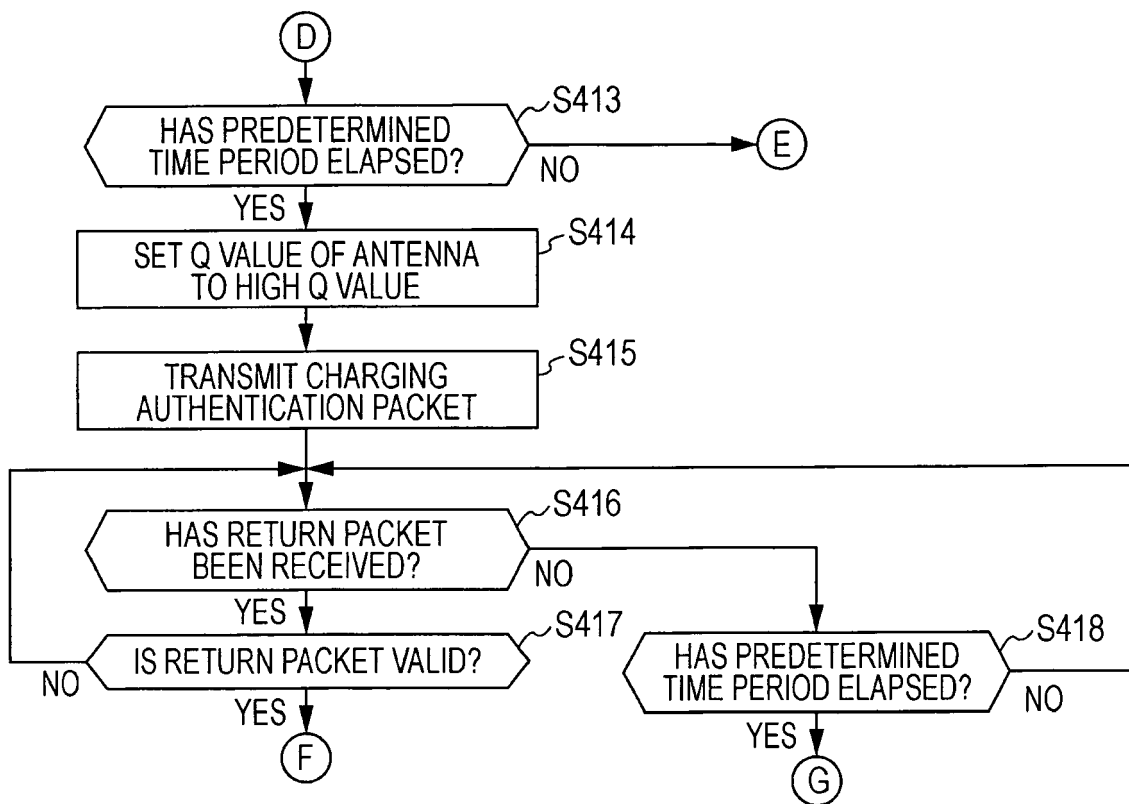 D
S413
HAS PREDETERMINED
TIME PERIOD ELAPSED?
NO
E
YES
S414
SET Q VALUE OF ANTENNA
TO HIGH Q VALUE
S415
TRANSMIT CHARGING
AUTHENTICATION PACKET
S416
HAS RETURN PACKET
BEEN RECEIVED?
NO
YES
S417
IS RETURN PACKET VALID?
NO
YES
F
S418
HAS PREDETERMINED
TIME PERIOD ELAPSED?
NO
YES
G